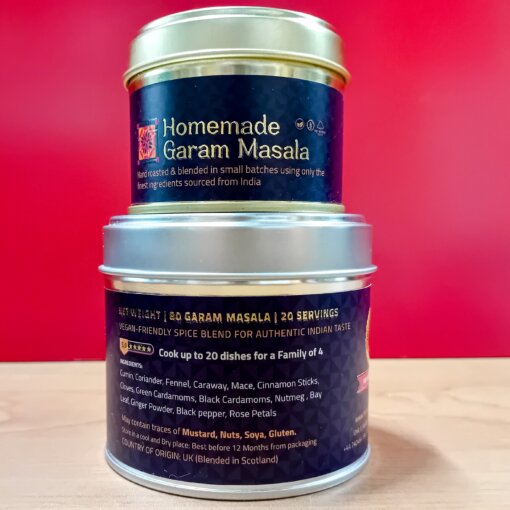 Homemade
Garam Masala
Hand roasted & blended in small batches using only the
finest ingredients sourced from India
NET WEIGHT | 80 GARAM MASALA | 20 SERVINGS
VEGAN-FRIENDLY SPICE BLEND FOR AUTHENTIC INDIAN TASTE
Cook up to 20 dishes for a Family of 4
INGREDIENTS:
Cumin, Coriander, Fennel, Caraway, Mace, Cinnamon Sticks,
Cloves, Green Cardamoms, Black Cardamoms, Nutmeg , Bay
Leaf, Ginger Powder, Black pepper, Rose Petals
May contain traces of Mustard, Nuts, Soya, Gluten.
Store in a cool and Dry place: Best before 12 Months from packaging
COUNTRY OF ORIGIN: UK (Blended in Scotland)